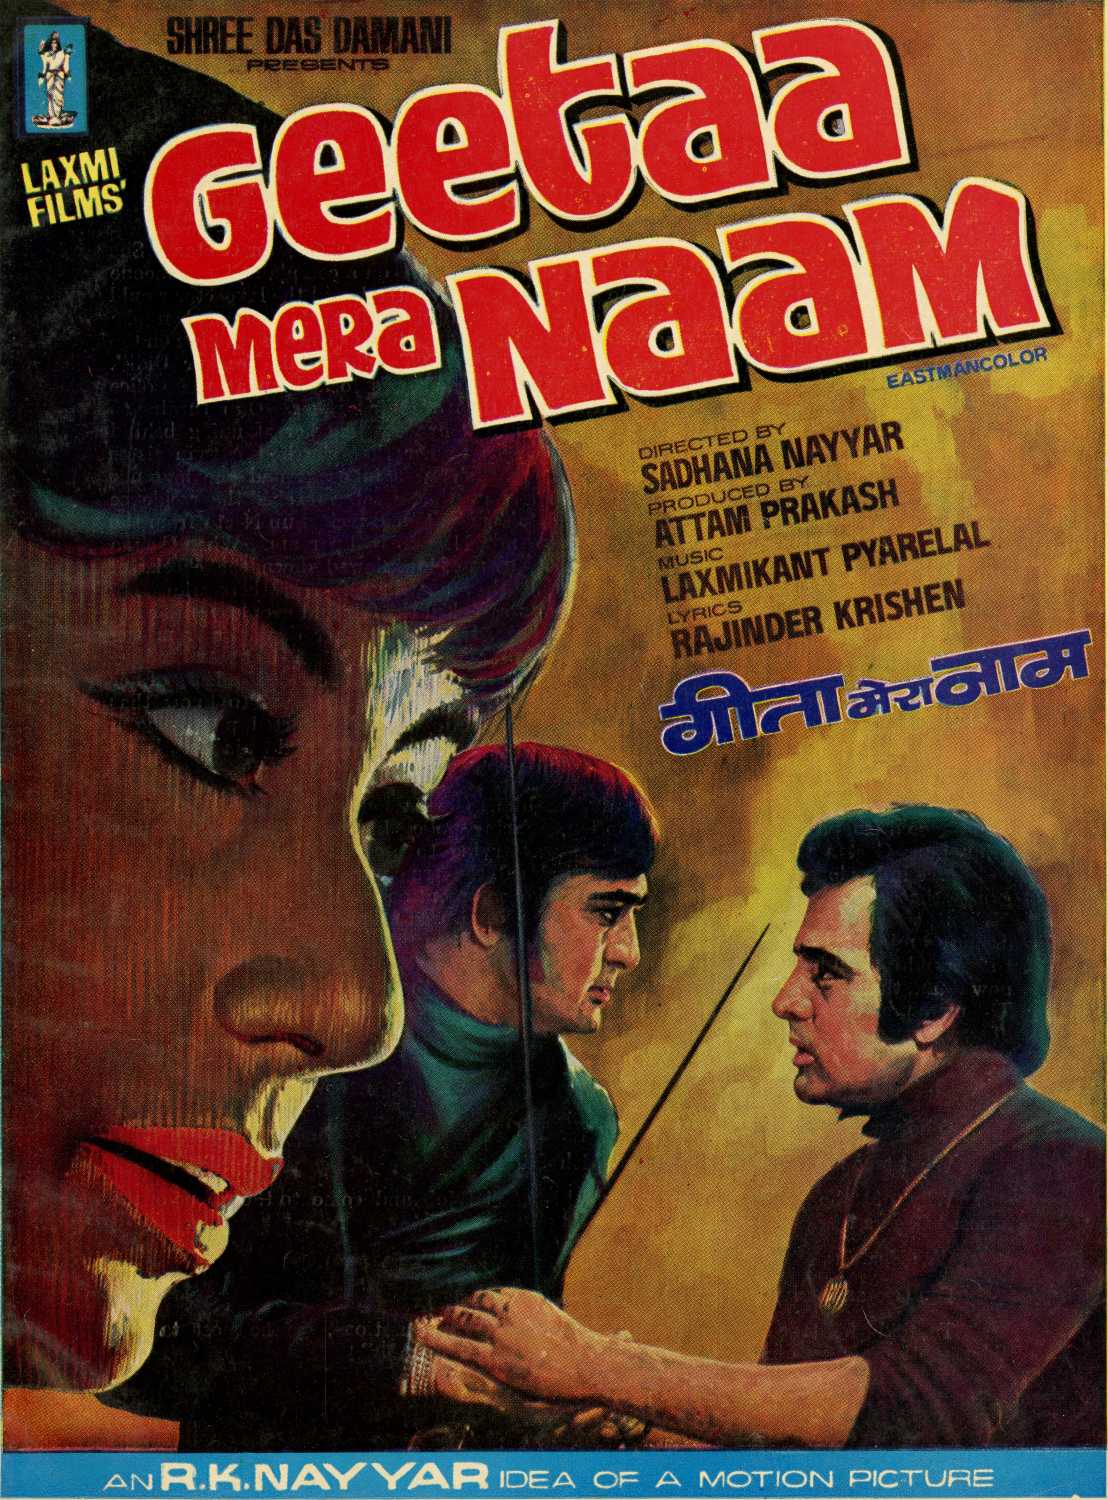 SHREE DAS DAMANI
PRESENTS
LAXMI
FILMS'
Geetaa
Mera Naam
EASTMANCOLOR
DIRECTED BY
SADHANA NAYYAR
PRODUCED BY
ATTAM PRAKASH
MUSIC
LAXMIKANT PYARELAL
LYRICS
RAJINDER KRISHEN
गीता मेरा नाम
AN R.K.NAYYAR IDEA OF A MOTION PICTURE